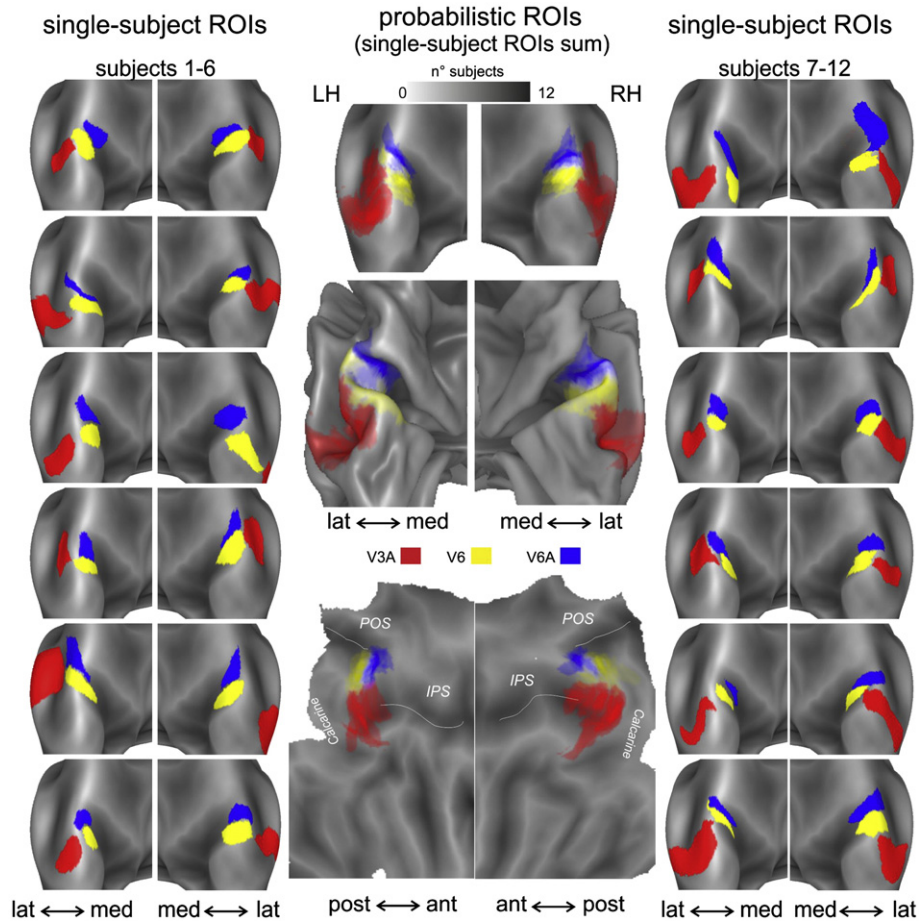 single-subject ROIs
subjects 1-6
probabilistic ROIs
(single-subject ROIs sum)
n° subjects
LH 0 12 RH
single-subject ROIs
subjects 7-12
lat ↔ med med ↔ lat
V3A V6 V6A
POS POS
IPS IPS
Calcarine Calcarine
lat ↔ med med ↔ lat
post ↔ ant ant ↔ post
lat ↔ med med ↔ lat